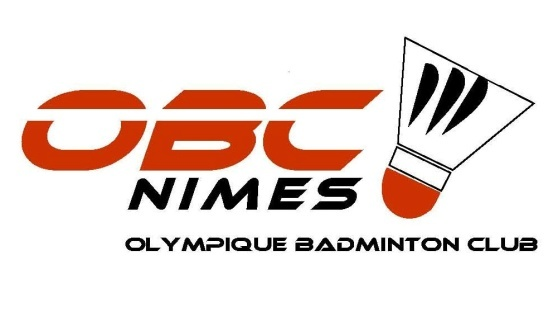 OBC
NIMES
OLYMPIQUE BADMINTON CLUB